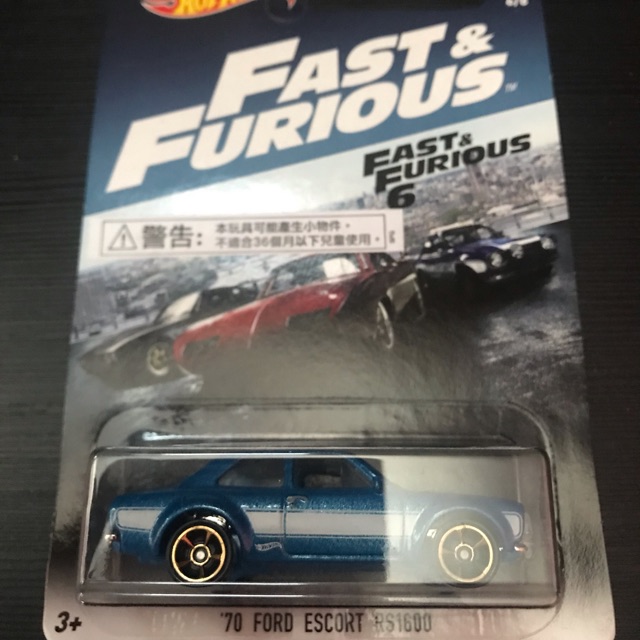 FAST &
FURIOUS
FAST &
FURIOUS
6
警告:
本玩具可能產生小物件,
不適合36個月以下兒童使用。
3+
'70 FORD ESCORT RS1600